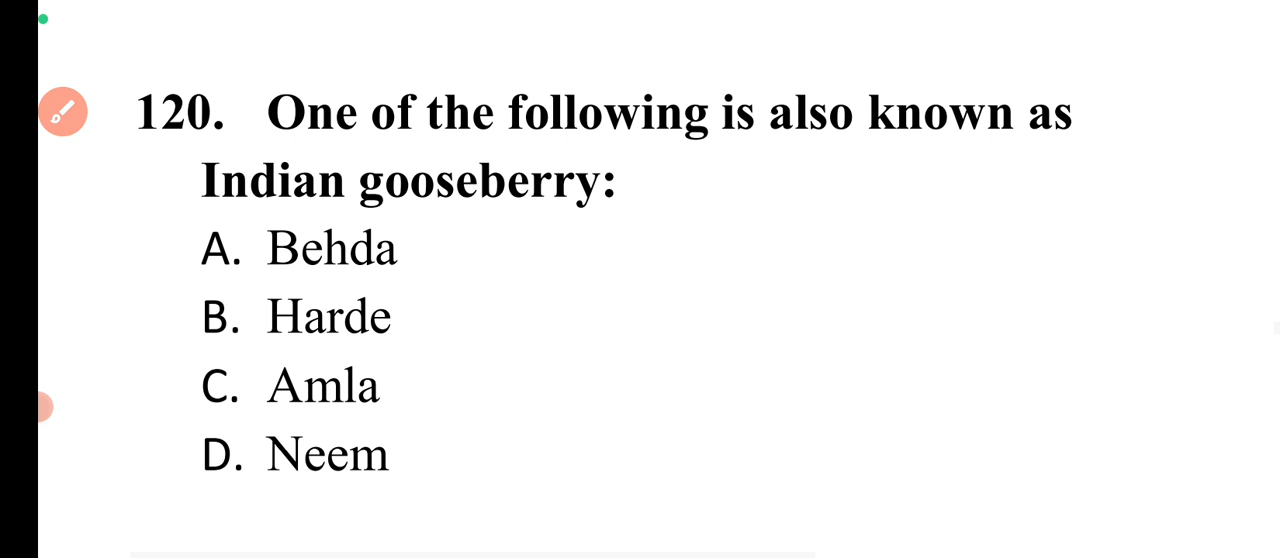 120. One of the following is also known as
Indian gooseberry:
A. Behda
B. Harde
C. Amla
D. Neem